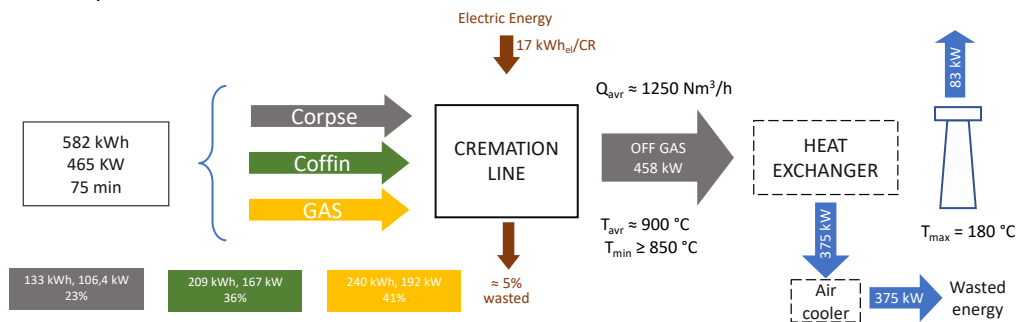 Electric Energy
17 kWhel/CR
582 kWh
465 KW
75 min
Corpse
Coffin
GAS
CREMATION
LINE
Qavr ≈ 1250 Nm³/h
OFF GAS
458 kW
Tavr ≈ 900 °C
Tmin ≥ 850 °C
HEAT
EXCHANGER
83 kW
Tmax = 180 °C
375 kW
133 kWh, 106,4 kW
23%
209 kWh, 167 kW
36%
240 kWh, 192 kW
41%
≈ 5%
wasted
Air
cooler
375 kW
Wasted
energy